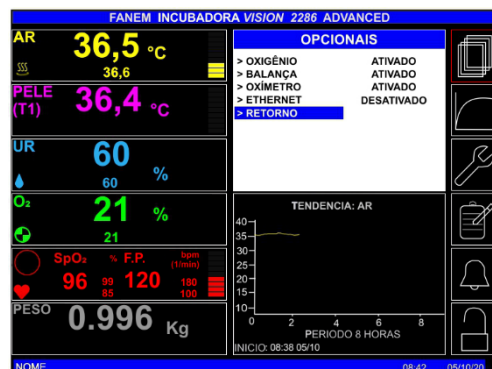 FANEM INCUBADORA VISION 2286 ADVANCED
AR
36,5 °C
36,6
PELE
(T1)
36,4 °C
UR
60 %
60
O₂
21 %
21
SpO₂ % F.P. bpm
(1/min)
96 99 120 180
85 100
PESO
0.996 Kg
OPCIONAIS
> OXIGÊNIO ATIVADO
> BALANÇA ATIVADO
> OXÍMETRO ATIVADO
> ETHERNET DESATIVADO
> RETORNO
TENDENCIA: AR
40
35
30
25
20
15
10
0 2 4 6 8
PERIODO 8 HORAS
INICIO: 08:38 05/10
NOME 08:42 05/10/20